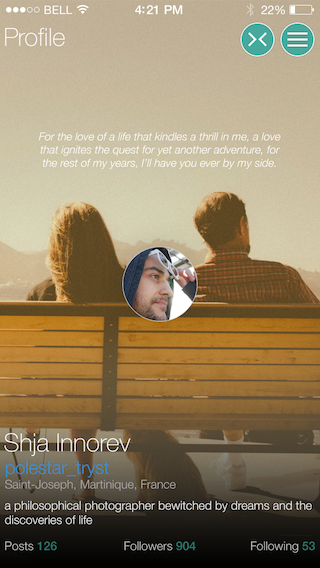 BELL 4:21 PM 22%
Profile
For the love of a life that kindles a thrill in me, a love
that ignites the quest for yet another adventure, for
the rest of my years, I'll have you ever by my side.
Shja Innorev
polestar_tryst
Saint-Joseph, Martinique, France
a philosophical photographer bewitched by dreams and the
discoveries of life
Posts 126 Followers 904 Following 53